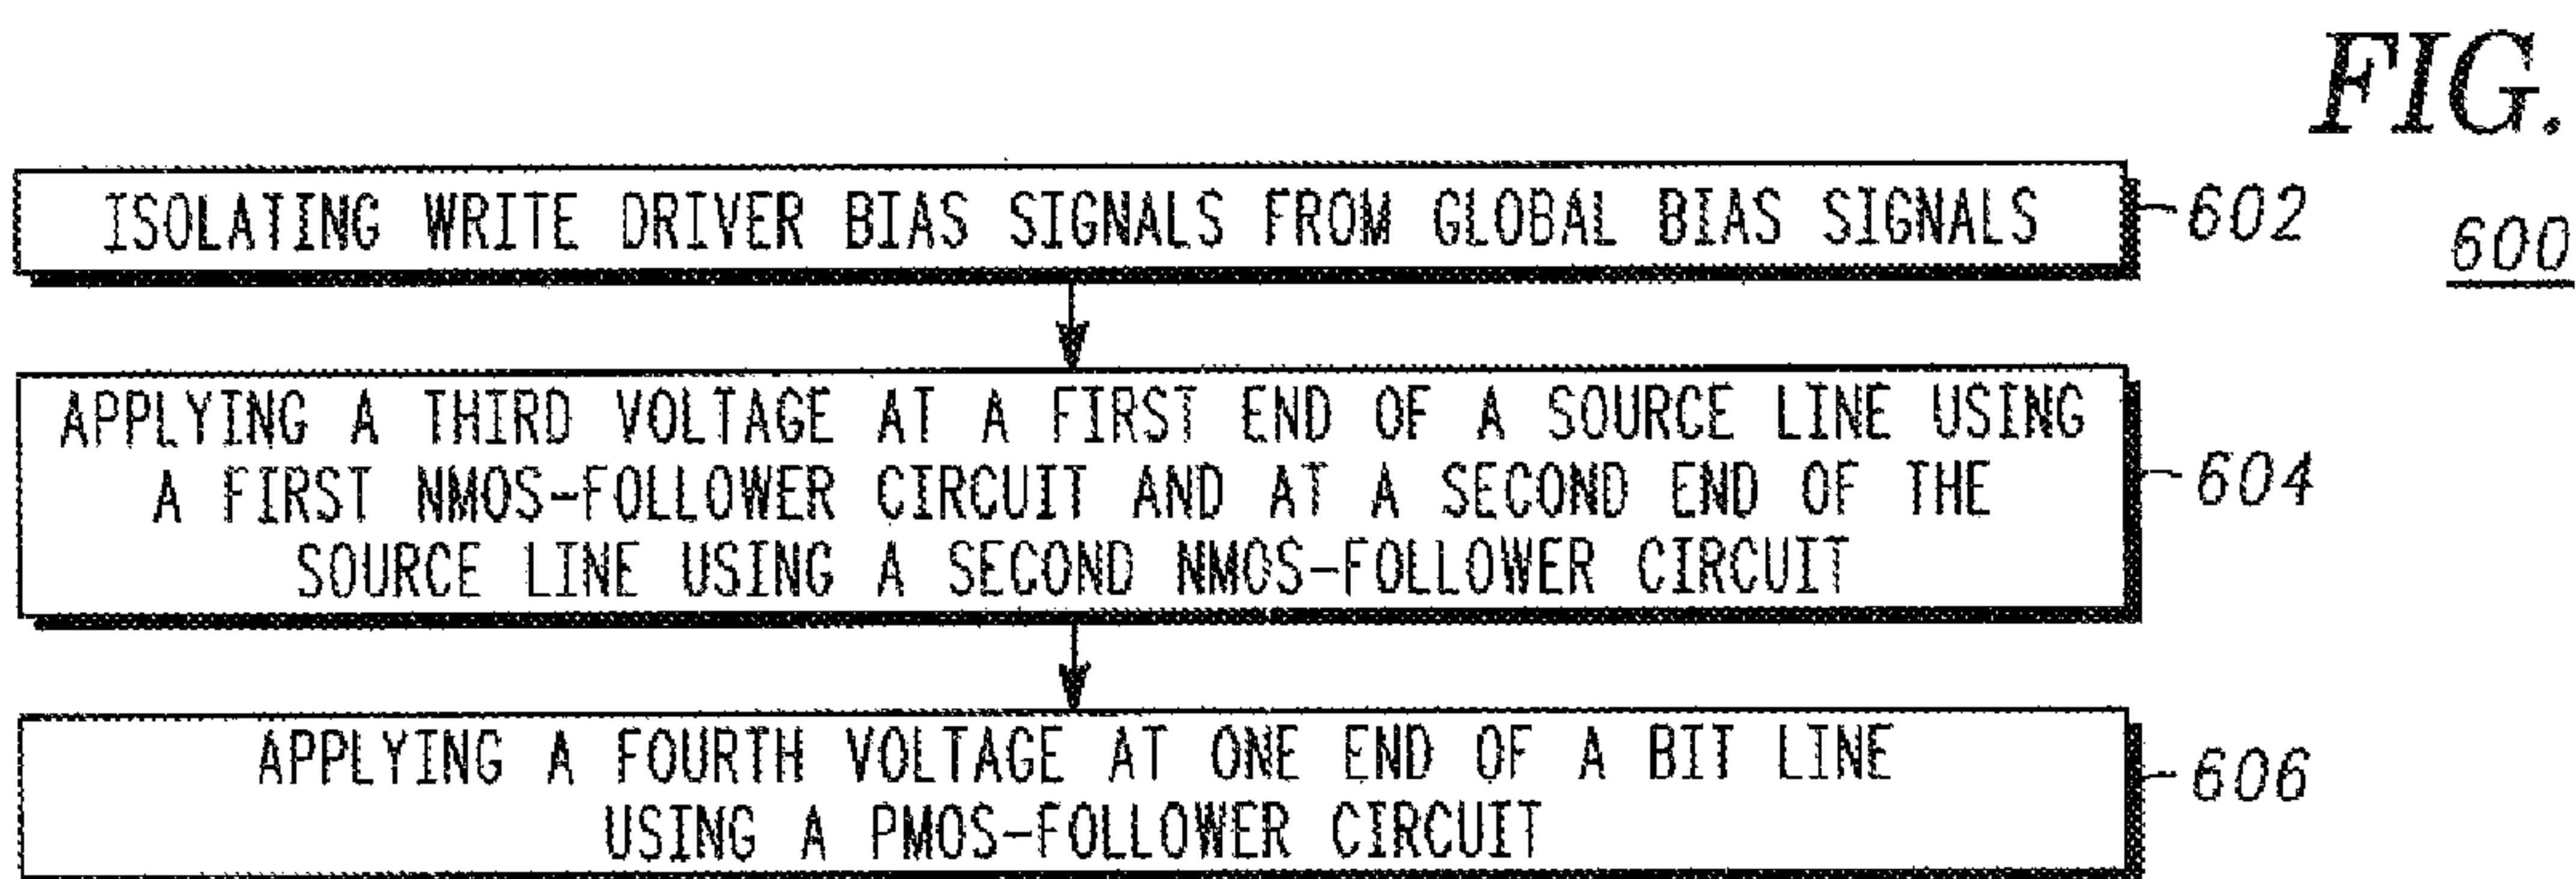 FIG.
ISOLATING WRITE DRIVER BIAS SIGNALS FROM GLOBAL BIAS SIGNALS
602
600
APPLYING A THIRD VOLTAGE AT A FIRST END OF A SOURCE LINE USING
A FIRST NMOS-FOLLOWER CIRCUIT AND AT A SECOND END OF THE
SOURCE LINE USING A SECOND NMOS-FOLLOWER CIRCUIT
604
APPLYING A FOURTH VOLTAGE AT ONE END OF A BIT LINE
USING A PMOS-FOLLOWER CIRCUIT
606